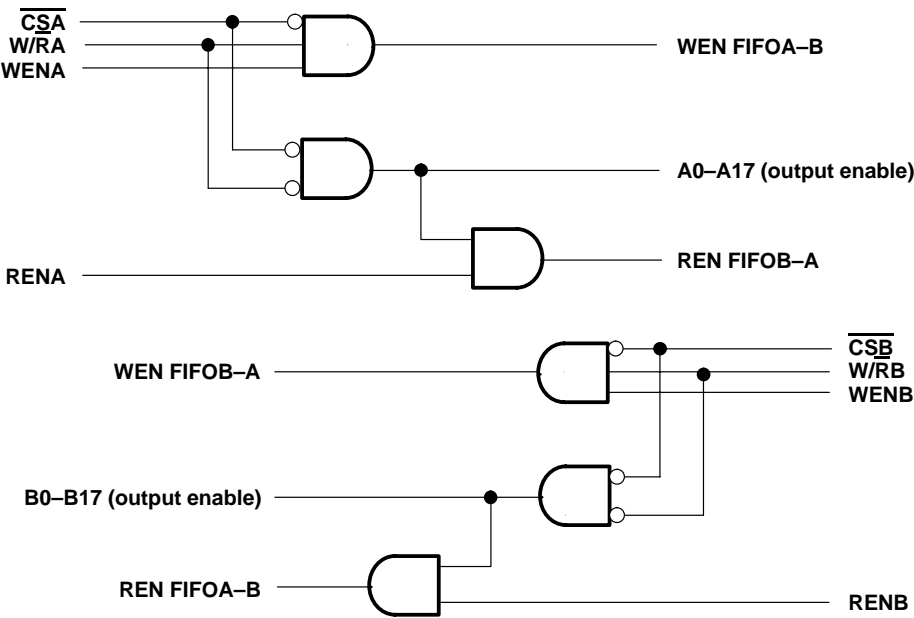 CSA
W/RA
WENA
WEN FIFOA–B
A0–A17 (output enable)
RENA
REN FIFOB–A
WEN FIFOB–A
CSB
W/RB
WENB
B0–B17 (output enable)
REN FIFOA–B
RENB